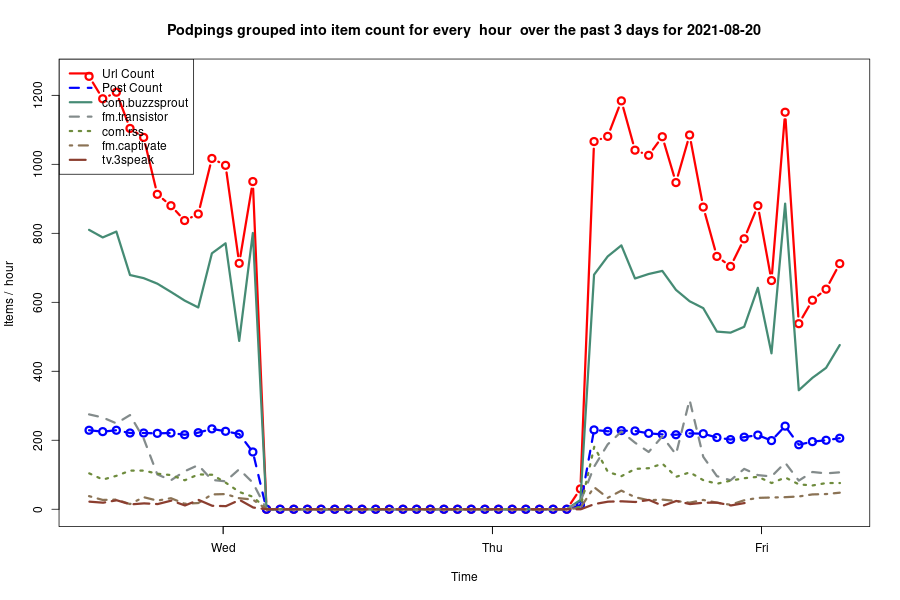 Podpings grouped into item count for every  hour  over the past 3 days for 2021-08-20
Url Count
Post Count
com.buzzsprout
fm.transistor
com.rss
fm.captivate
tv.3speak
1200
1000
800
600
400
200
0
Items /  hour
Wed
Thu
Fri
Time